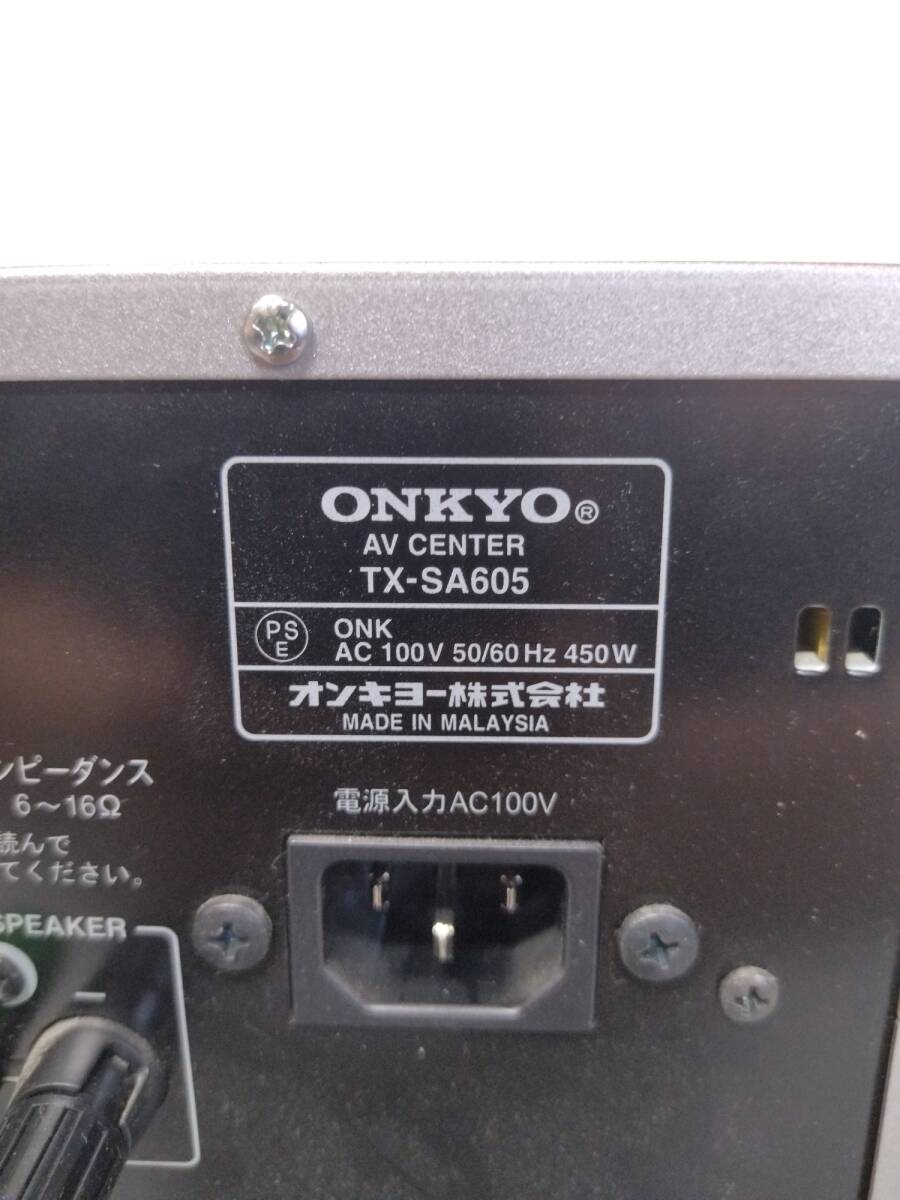 ONKYO®
AV CENTER
TX-SA605
PS
E
ONK
AC 100V 50/60Hz 450W
オンキヨー株式会社
MADE IN MALAYSIA
ンピーダンス
6～16Ω
読んで
てください。
電源入力AC100V
SPEAKER
−